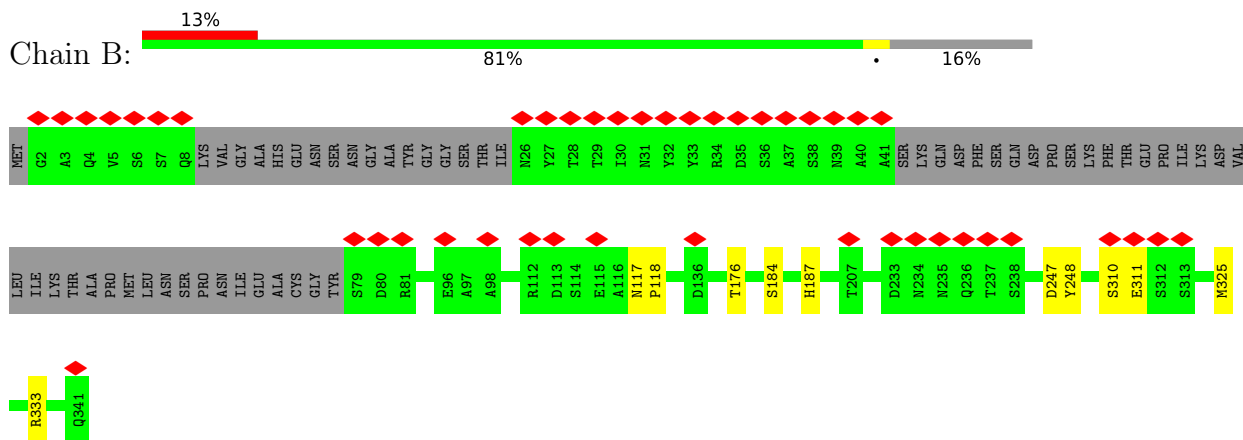 13%
Chain B:
81% • 16%
MET G2 A3 Q4 V5 S6 S7 Q8 LYS VAL GLY ALA HIS GLU ASN SER ASN GLY ALA TYR GLY GLY SER THR ILE N26 Y27 T28 T29 I30 N31 Y32 Y33 R34 D35 S36 A37 S38 N39 A40 A41 SER LYS GLN ASP PHE SER GLN ASP PRO SER LYS PHE THR GLU PRO ILE LYS ASP VAL
LEU ILE LYS THR ALA PRO MET LEU ASN SER PRO ASN ILE GLU ALA CYS GLY TYR S79 D80 R81 E96 A97 A98 R112 D113 S114 E115 A116 N117 P118 D136 T176 S184 H187 T207 D233 N234 N235 Q236 T237 S238 D247 Y248 S310 E311 S312 S313 M325
R333 Q341